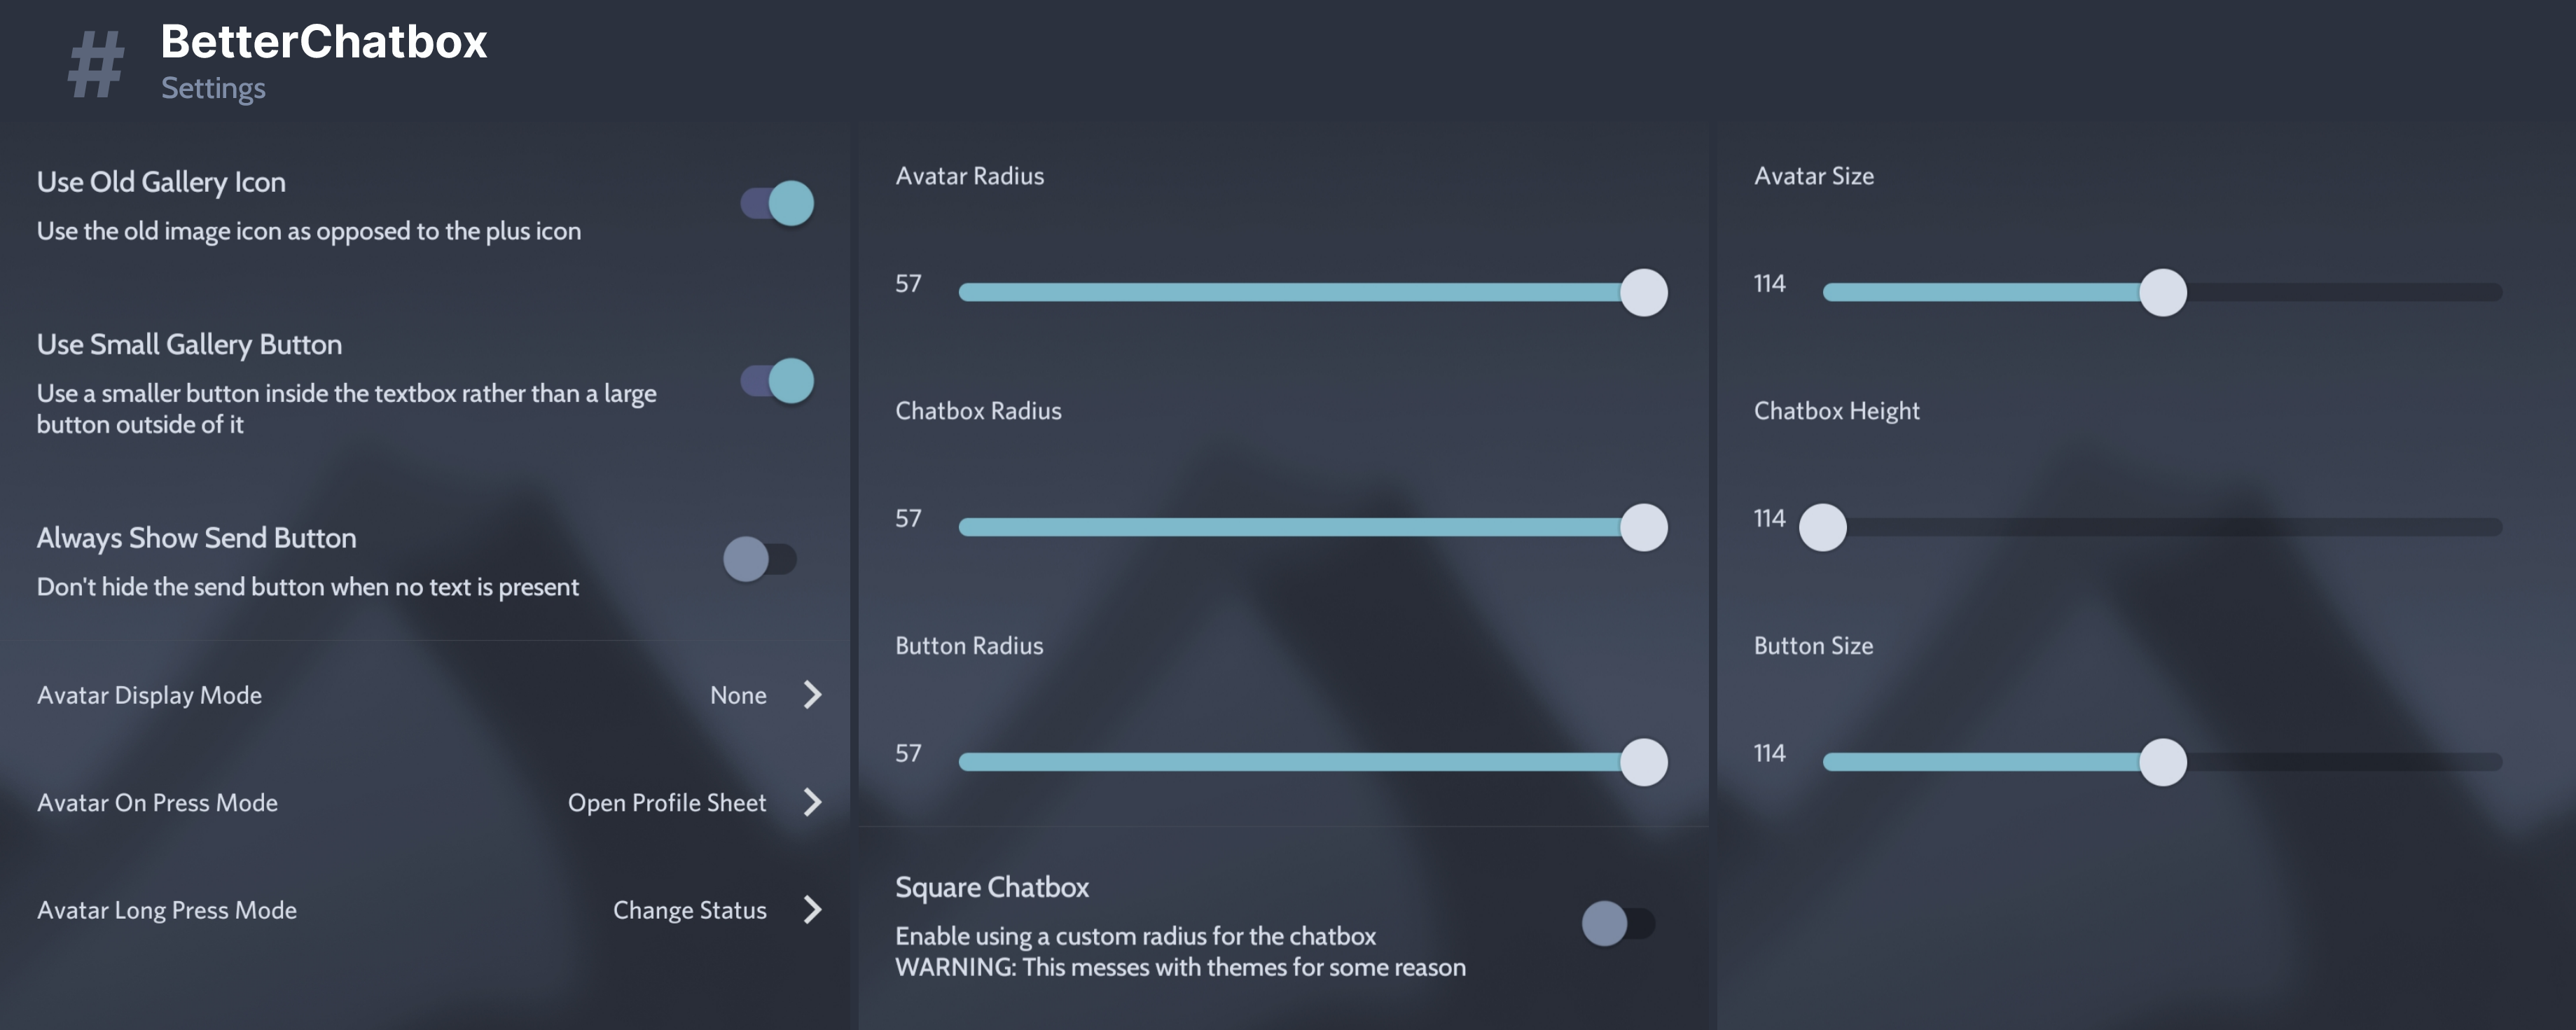 #
BetterChatbox
Settings
Use Old Gallery Icon
Use the old image icon as opposed to the plus icon
Use Small Gallery Button
Use a smaller button inside the textbox rather than a large
button outside of it
Always Show Send Button
Don't hide the send button when no text is present
Avatar Display Mode None
Avatar On Press Mode Open Profile Sheet
Avatar Long Press Mode Change Status
Avatar Radius
57
Chatbox Radius
57
Button Radius
57
Square Chatbox
Enable using a custom radius for the chatbox
WARNING: This messes with themes for some reason
Avatar Size
114
Chatbox Height
114
Button Size
114